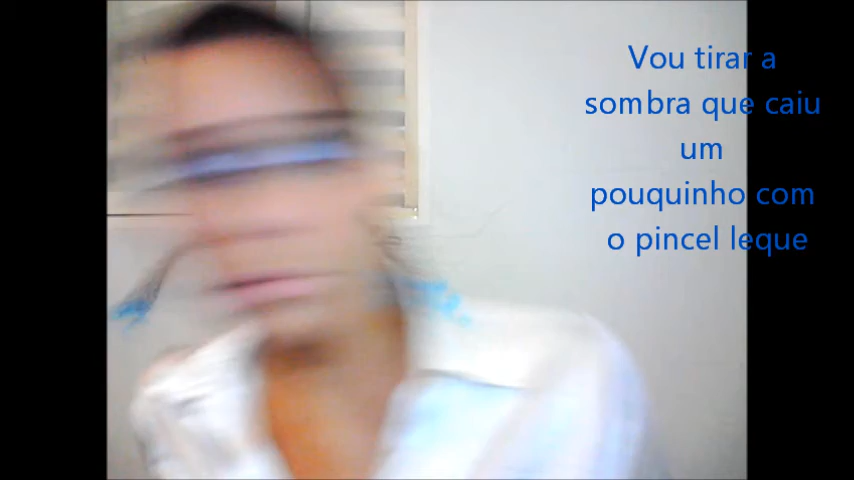 Vou tirar a
sombra que caiu
um
pouquinho com
o pincel leque